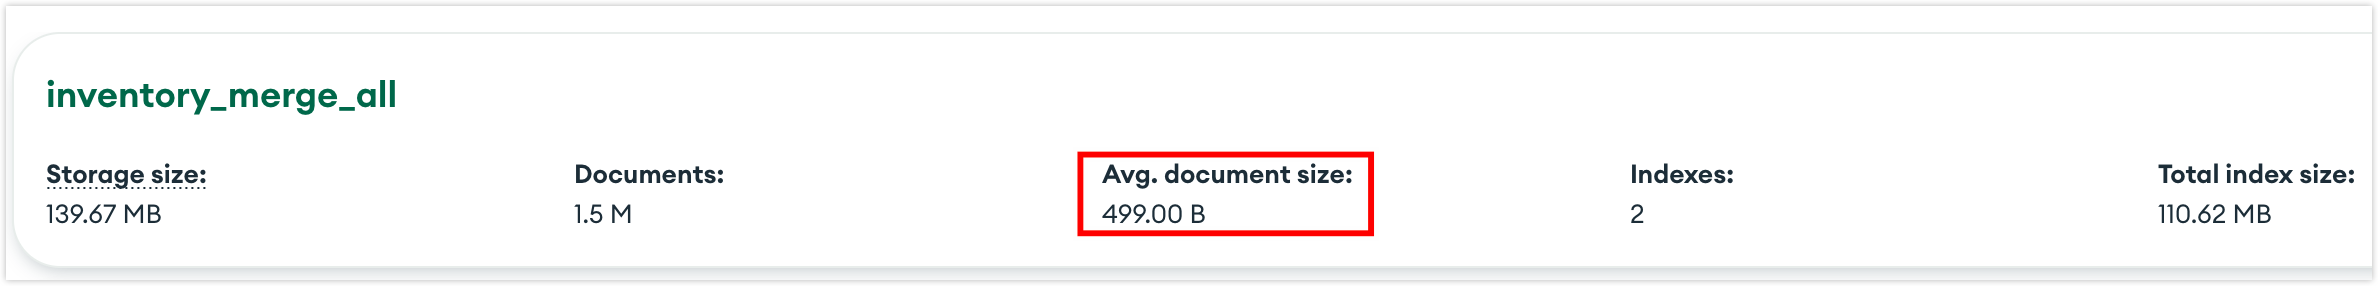 inventory_merge_all
Storage size: Documents: Avg. document size: Indexes: Total index size:
139.67 MB 1.5 M 499.00 B 2 110.62 MB